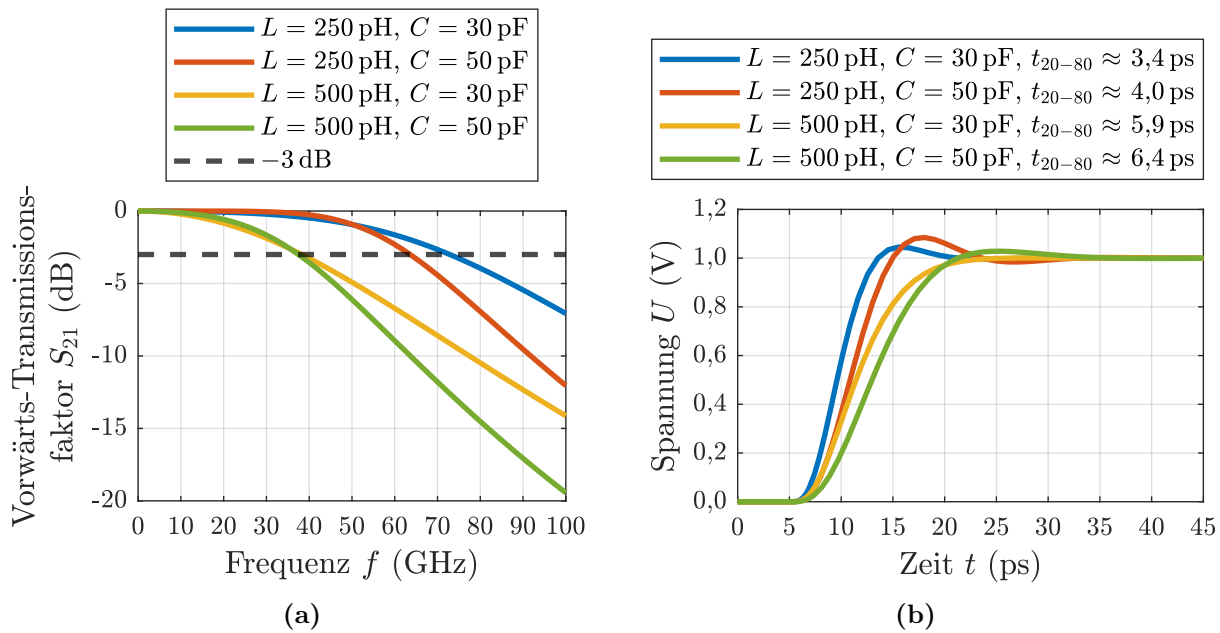 L = 250 pH, C = 30 pF
L = 250 pH, C = 50 pF
L = 500 pH, C = 30 pF
L = 500 pH, C = 50 pF
−3 dB
Vorwärts-Transmissions-
faktor S₂₁ (dB)
0
-5
-10
-15
-20
0 10 20 30 40 50 60 70 80 90 100
Frequenz f (GHz)
(a)
L = 250 pH, C = 30 pF, t₂₀₋₈₀ ≈ 3,4 ps
L = 250 pH, C = 50 pF, t₂₀₋₈₀ ≈ 4,0 ps
L = 500 pH, C = 30 pF, t₂₀₋₈₀ ≈ 5,9 ps
L = 500 pH, C = 50 pF, t₂₀₋₈₀ ≈ 6,4 ps
Spannung U (V)
1,2
1,0
0,8
0,6
0,4
0,2
0,0
0 5 10 15 20 25 30 35 40 45
Zeit t (ps)
(b)